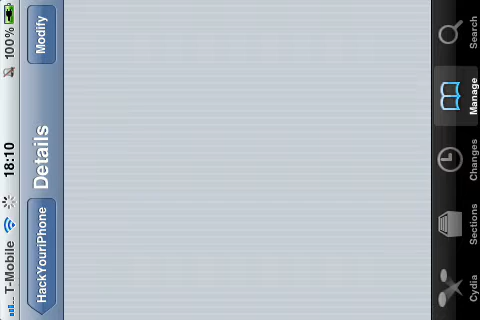 T-Mobile 18:10 100%
HackYouriPhone Details Modify
Cydia Sections Changes Manage Search